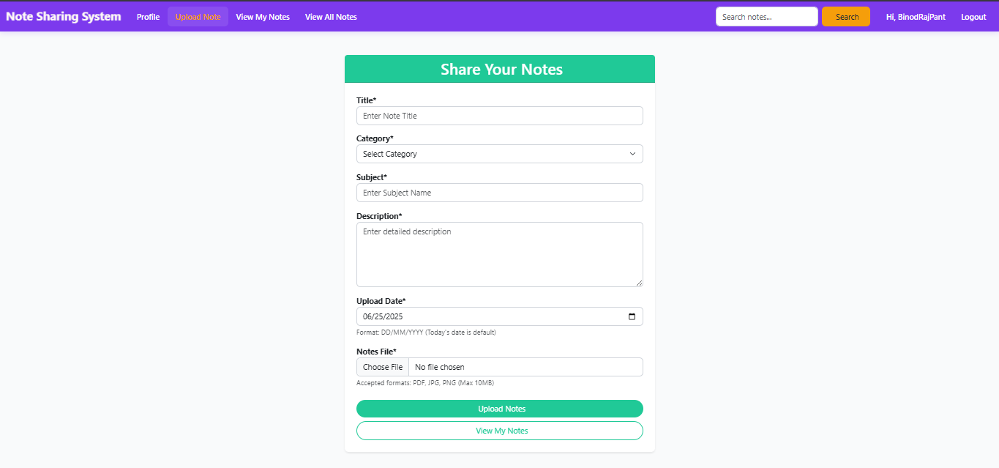 Note Sharing System Profile Upload Note View My Notes View All Notes Search notes... Search Hi, BinodRajPant Logout
Share Your Notes
Title*
Enter Note Title
Category*
Select Category
Subject*
Enter Subject Name
Description*
Enter detailed description
Upload Date*
06/25/2025
Format: DD/MM/YYYY (Today's date is default)
Notes File*
Choose File No file chosen
Accepted formats: PDF, JPG, PNG (Max 10MB)
Upload Notes
View My Notes